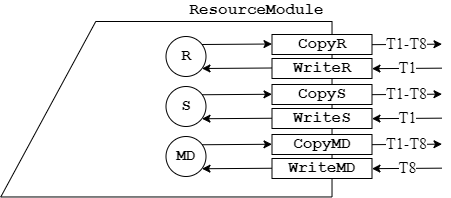 ResourceModule
R
CopyR T1-T8
WriteR T1
S
CopyS T1-T8
WriteS T1
MD
CopyMD T1-T8
WriteMD T8